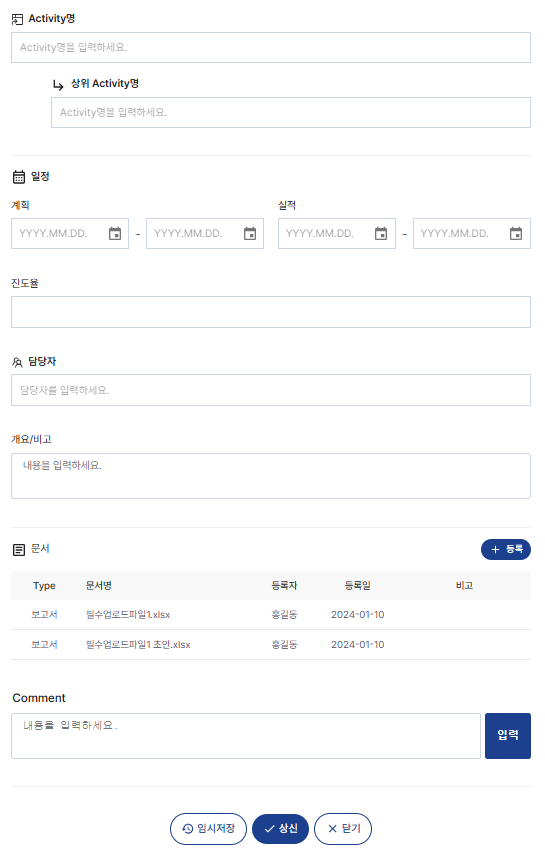 Activity명
Activity명을 입력하세요.
상위 Activity명
Activity명을 입력하세요.
일정
계획 실적
YYYY.MM.DD. - YYYY.MM.DD. YYYY.MM.DD. - YYYY.MM.DD.
진도율
담당자
담당자를 입력하세요.
개요/비고
내용을 입력하세요.
문서 + 등록
Type 문서명 등록자 등록일 비고
보고서 필수업로드파일1.xlsx 홍길동 2024-01-10
보고서 필수업로드파일1 초안.xlsx 홍길동 2024-01-10
Comment
내용을 입력하세요. 입력
임시저장 상신 닫기